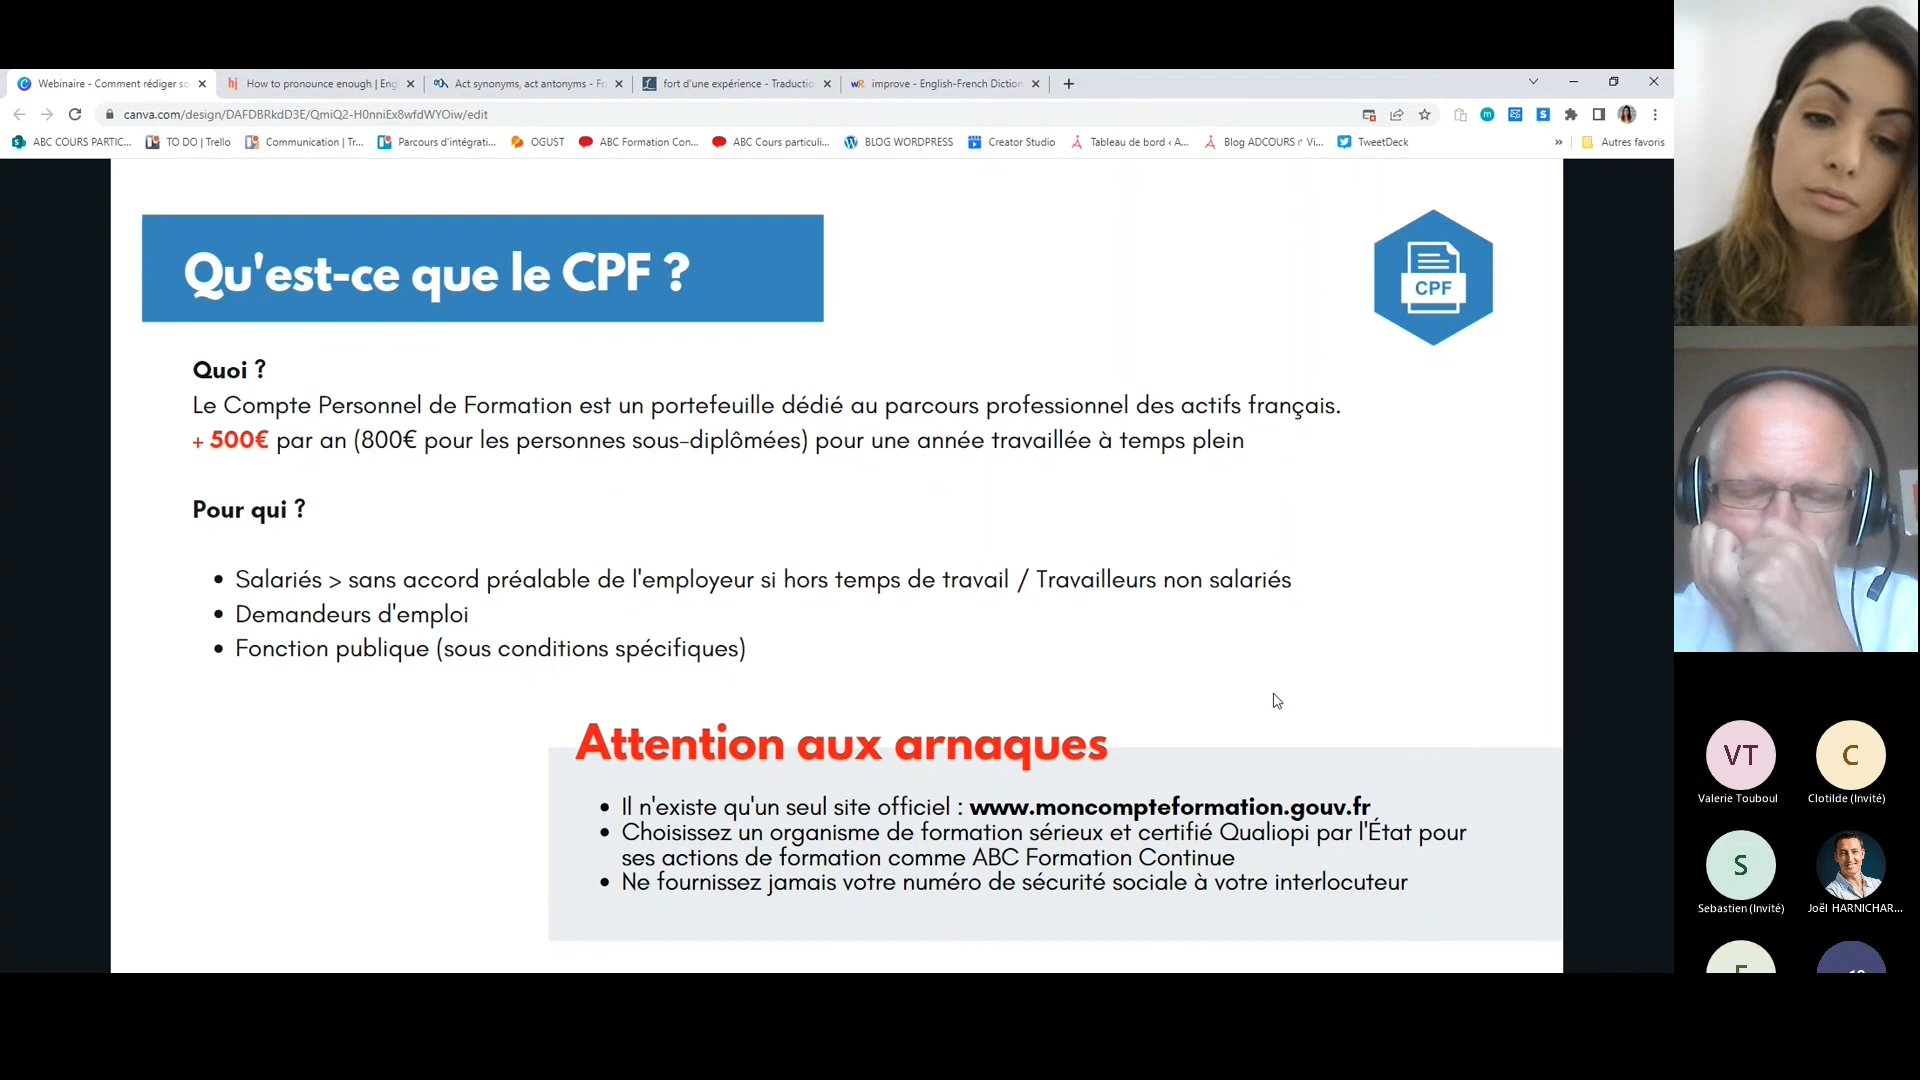 Webinaire - Comment rédiger so
How to pronounce enough | Eng
Act synonyms, act antonyms - Fr
fort d'une expérience - Traductio
improve - English-French Diction
canva.com/design/DAFDBRkdD3E/QmiQ2-H0nniEx8wfdWYOiw/edit
ABC COURS PARTIC...
TO DO | Trello
Communication | Tr...
Parcours d'intégrati...
OGUST
ABC Formation Con...
ABC Cours particuli...
BLOG WORDPRESS
Creator Studio
Tableau de bord ‹ A...
Blog ADCOURS
TweetDeck
»
Autres favoris
Qu'est-ce que le CPF ?
CPF
Quoi ?
Le Compte Personnel de Formation est un portefeuille dédié au parcours professionnel des actifs français.
+ 500€ par an (800€ pour les personnes sous-diplômées) pour une année travaillée à temps plein
Pour qui ?
• Salariés > sans accord préalable de l'employeur si hors temps de travail / Travailleurs non salariés
• Demandeurs d'emploi
• Fonction publique (sous conditions spécifiques)
Attention aux arnaques
• Il n'existe qu'un seul site officiel : www.moncompteformation.gouv.fr
• Choisissez un organisme de formation sérieux et certifié Qualiopi par l'État pour
ses actions de formation comme ABC Formation Continue
• Ne fournissez jamais votre numéro de sécurité sociale à votre interlocuteur
VT
C
Valerie Touboul
Clotilde (Invité)
S
Sebastien (Invité)
Joël HARNICHAR...